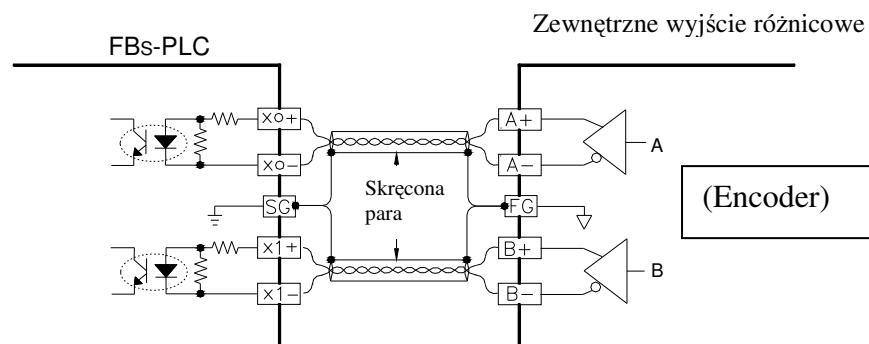 Zewnętrzne wyjście różnicowe
FBs-PLC
X0+
A+
A
X0-
A-
Skręcona
para
(Encoder)
SG
FG
X1+
B+
B
X1-
B-